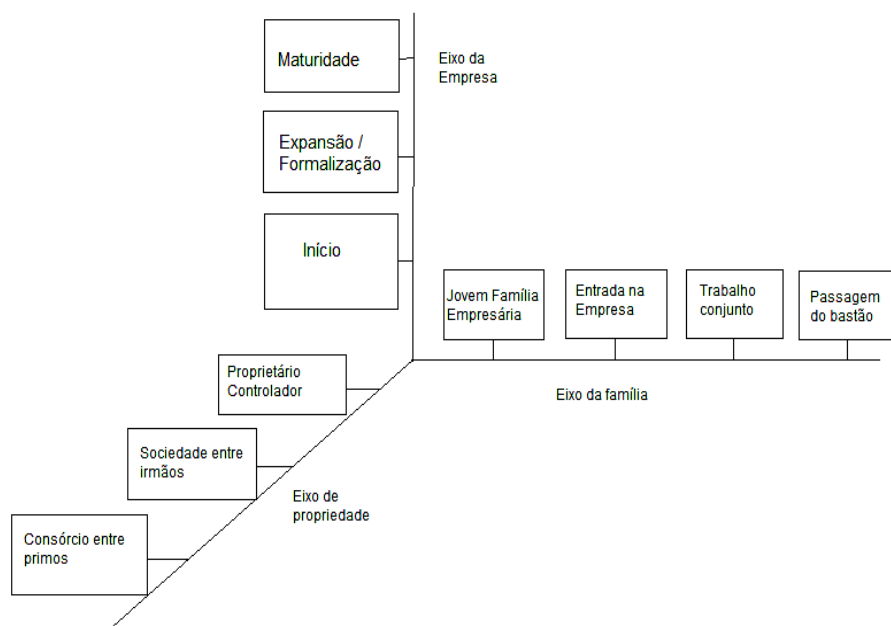 Maturidade
Eixo da
Empresa
Expansão /
Formalização
Início
Jovem Família
Empresária
Entrada na
Empresa
Trabalho
conjunto
Passagem
do bastão
Eixo da família
Proprietário
Controlador
Sociedade entre
irmãos
Eixo de
propriedade
Consórcio entre
primos